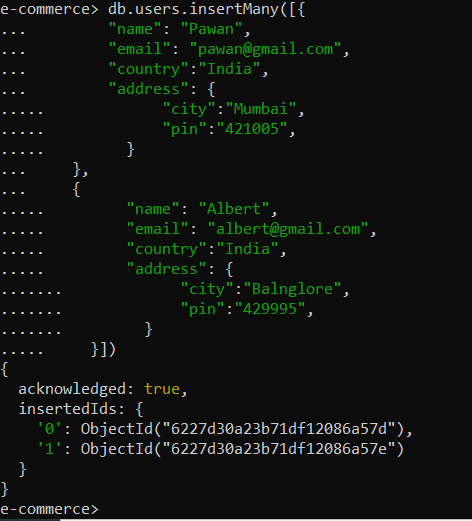 e-commerce> db.users.insertMany([{
...         "name": "Pawan",
...         "email": "pawan@gmail.com",
...         "country":"India",
...         "address": {
.....             "city":"Mumbai",
.....             "pin":"421005",
.....         }
...     },
...     {
.....         "name": "Albert",
.....         "email": "albert@gmail.com",
.....         "country":"India",
.....         "address": {
.......             "city":"Balnglore",
.......             "pin":"429995",
.......         }
.....     }])
{
  acknowledged: true,
  insertedIds: {
    '0': ObjectId("6227d30a23b71df12086a57d"),
    '1': ObjectId("6227d30a23b71df12086a57e")
  }
}
e-commerce>